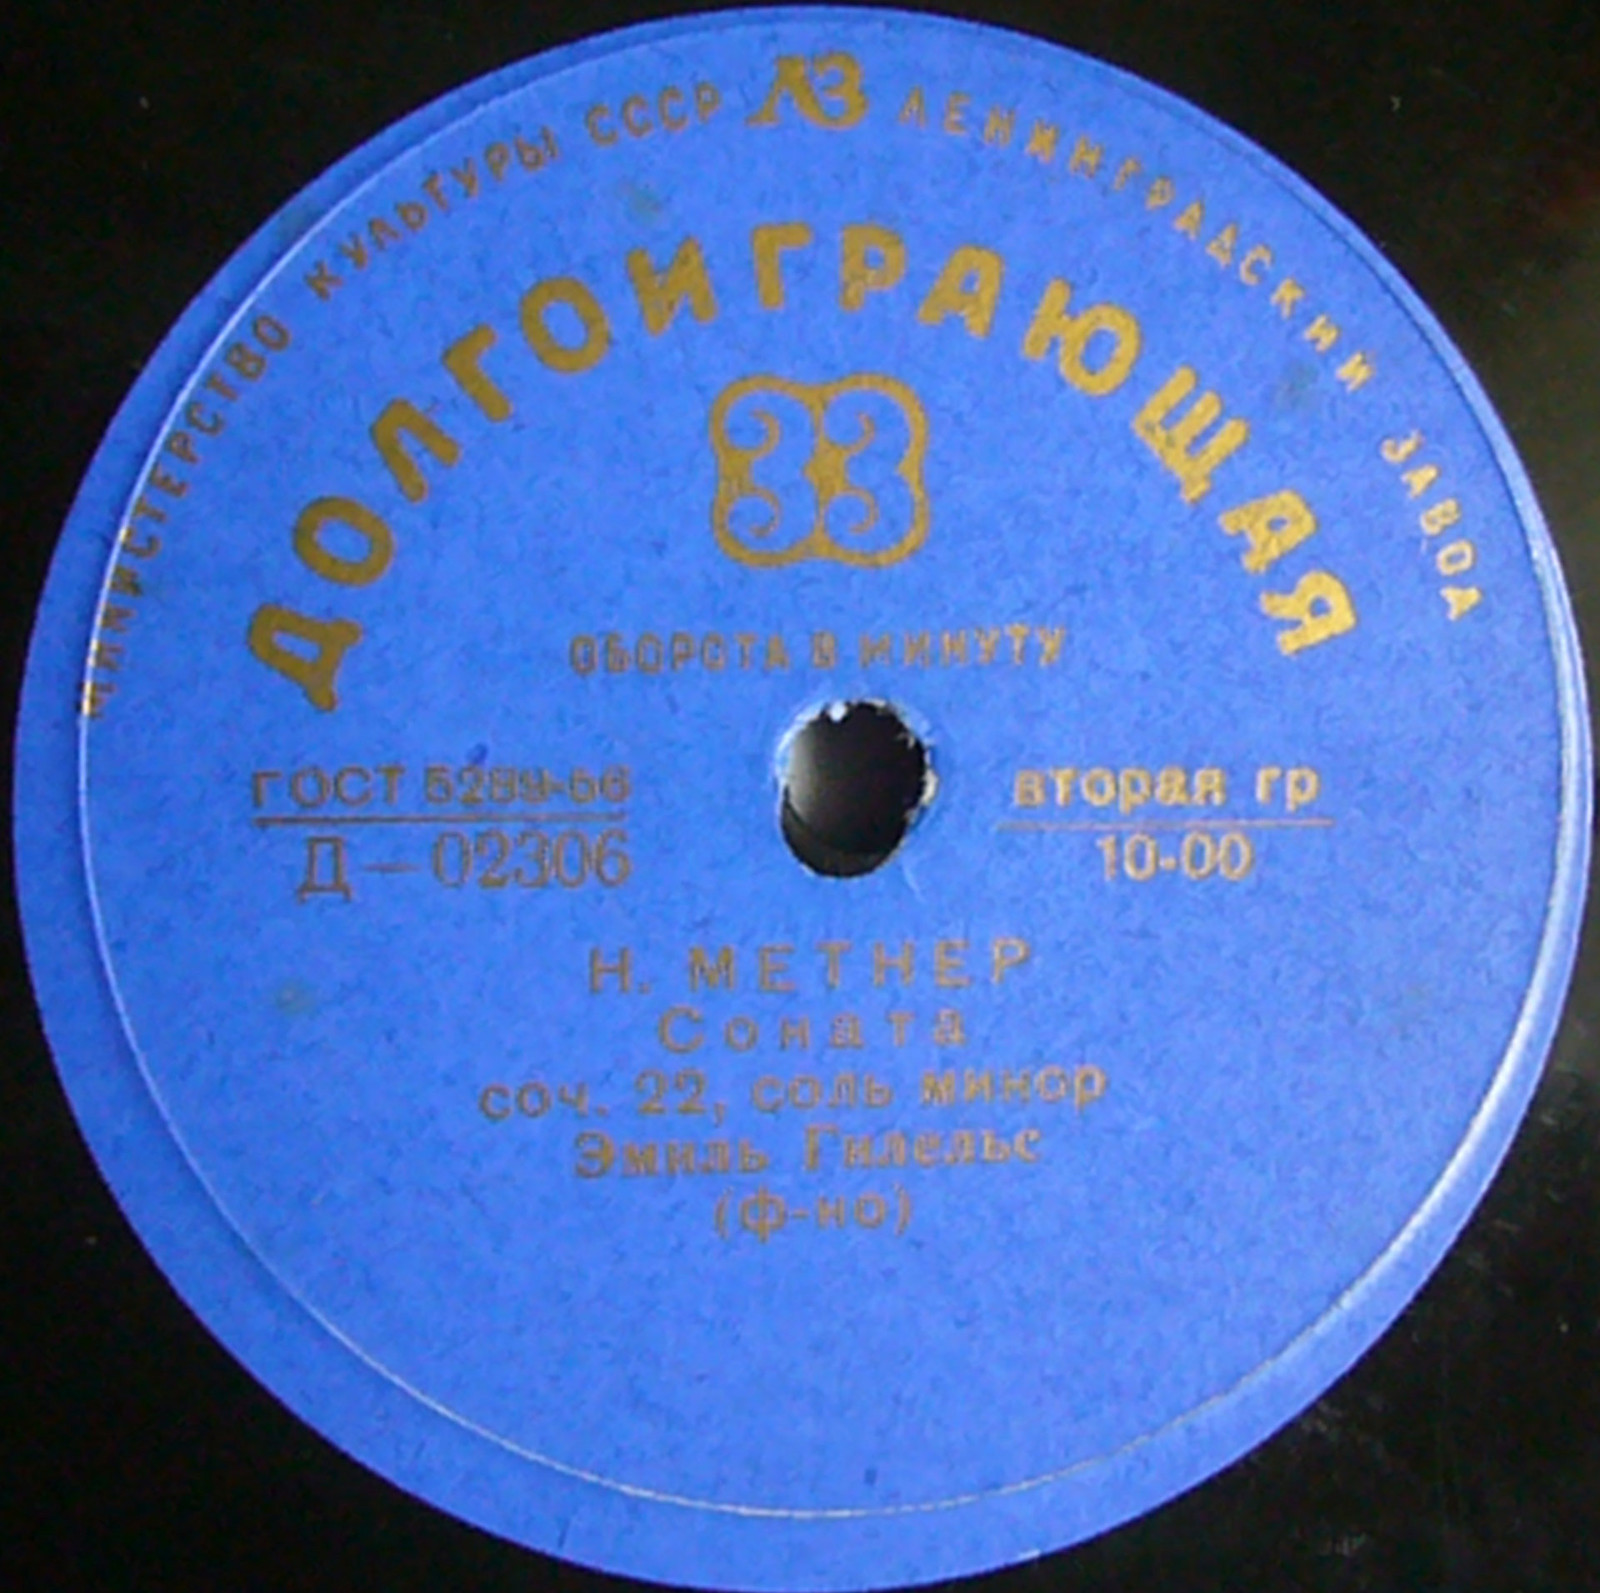 МИНИСТЕРСТВО КУЛЬТУРЫ СССР ЛЗ ЛЕНИНГРАДСКИЙ ЗАВОД
ДОЛГОИГРАЮЩАЯ
33
ОБОРОТА В МИНУТУ
ГОСТ 5289-56
Д-02306
вторая гр
10-00
Н. МЕТНЕР
Соната
соч. 22, соль минор
Эмиль Гилельс
(ф-но)